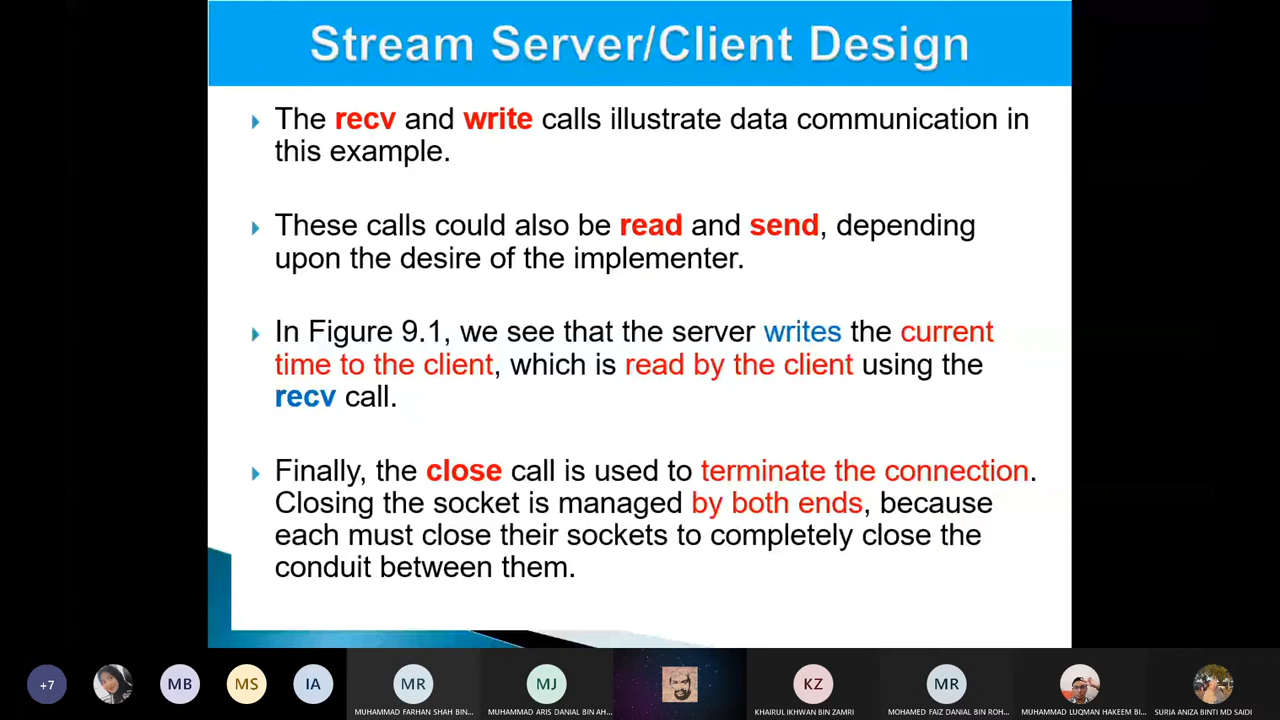 Stream Server/Client Design
The recv and write calls illustrate data communication in
this example.
These calls could also be read and send, depending
upon the desire of the implementer.
In Figure 9.1, we see that the server writes the current
time to the client, which is read by the client using the
recv call.
Finally, the close call is used to terminate the connection.
Closing the socket is managed by both ends, because
each must close their sockets to completely close the
conduit between them.
+7
MB
MS
IA
MR
MJ
KZ
MR
MUHAMMAD FARHAN SHAH BIN...
MUHAMMAD ARIS DANIAL BIN AH...
KHAIRUL IKHWAN BIN ZAMRI
MOHAMED FAIZ DANIAL BIN ROH...
MUHAMMAD LUQMAN HAKEEM BI...
SURIA ANIZA BINTI MD SAIDI